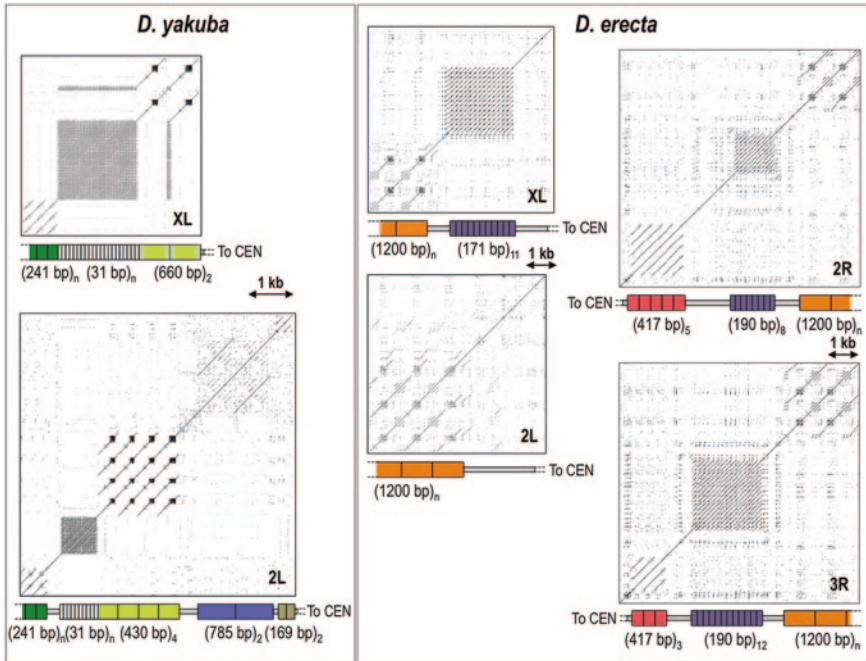 D. yakuba
XL
To CEN
(241 bp)n (31 bp)n (660 bp)2
1 kb
2L
To CEN
(241 bp)n (31 bp)n (430 bp)4 (785 bp)2 (169 bp)2
D. erecta
XL
To CEN
(1200 bp)n (171 bp)11
1 kb
2L
To CEN
(1200 bp)n
2R
To CEN
(417 bp)5 (190 bp)8 (1200 bp)n
1 kb
3R
To CEN
(417 bp)3 (190 bp)12 (1200 bp)n